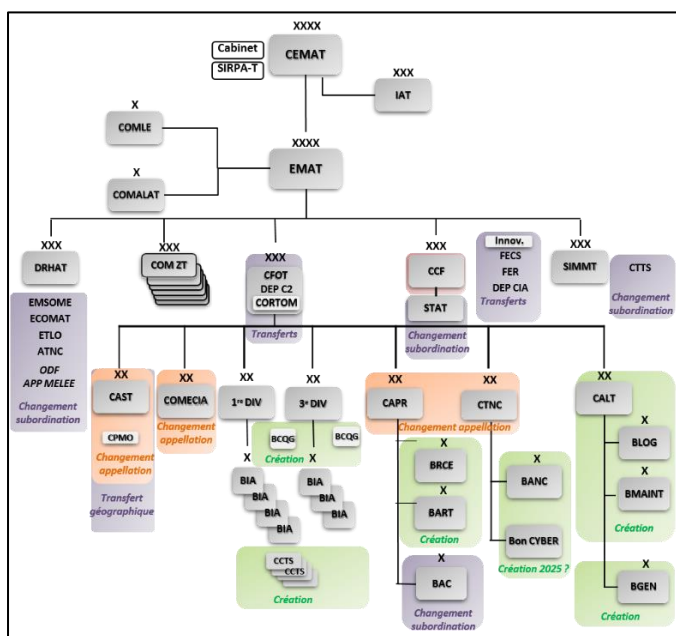 XXXX
Cabinet
CEMAT
SIRPA-T
XXX
IAT
X
COMLE
XXXX
EMAT
X
COMALAT
XXX
DRHAT
EMSOME
ECOMAT
ETLO
ATNC
ODF
APP MELEE
Changement
subordination
XXX
COM ZT
XXX
CFOT
DEP C2
CORTOM
Transferts
XXX
CCF
STAT
Changement
subordination
Innov.
FECS
FER
DEP CIA
Transferts
XXX
SIMMT
CTTS
Changement
subordination
XX
CAST
CPMO
Changement
appellation
Transfert
géographique
XX
COMECIA
Changement
appellation
XX
1re DIV
XX
3e DIV
BCQG
BCQG
Création
X
BIA
BIA
BIA
BIA
X
BIA
BIA
BIA
CCTS
CCTS
Création
XX
CAPR
XX
CTNC
Changement appellation
X
BRCE
X
BART
Création
X
BAC
Changement
subordination
X
BANC
Bon CYBER
Création 2025 ?
XX
CALT
X
BLOG
X
BMAINT
Création
X
BGEN
Création